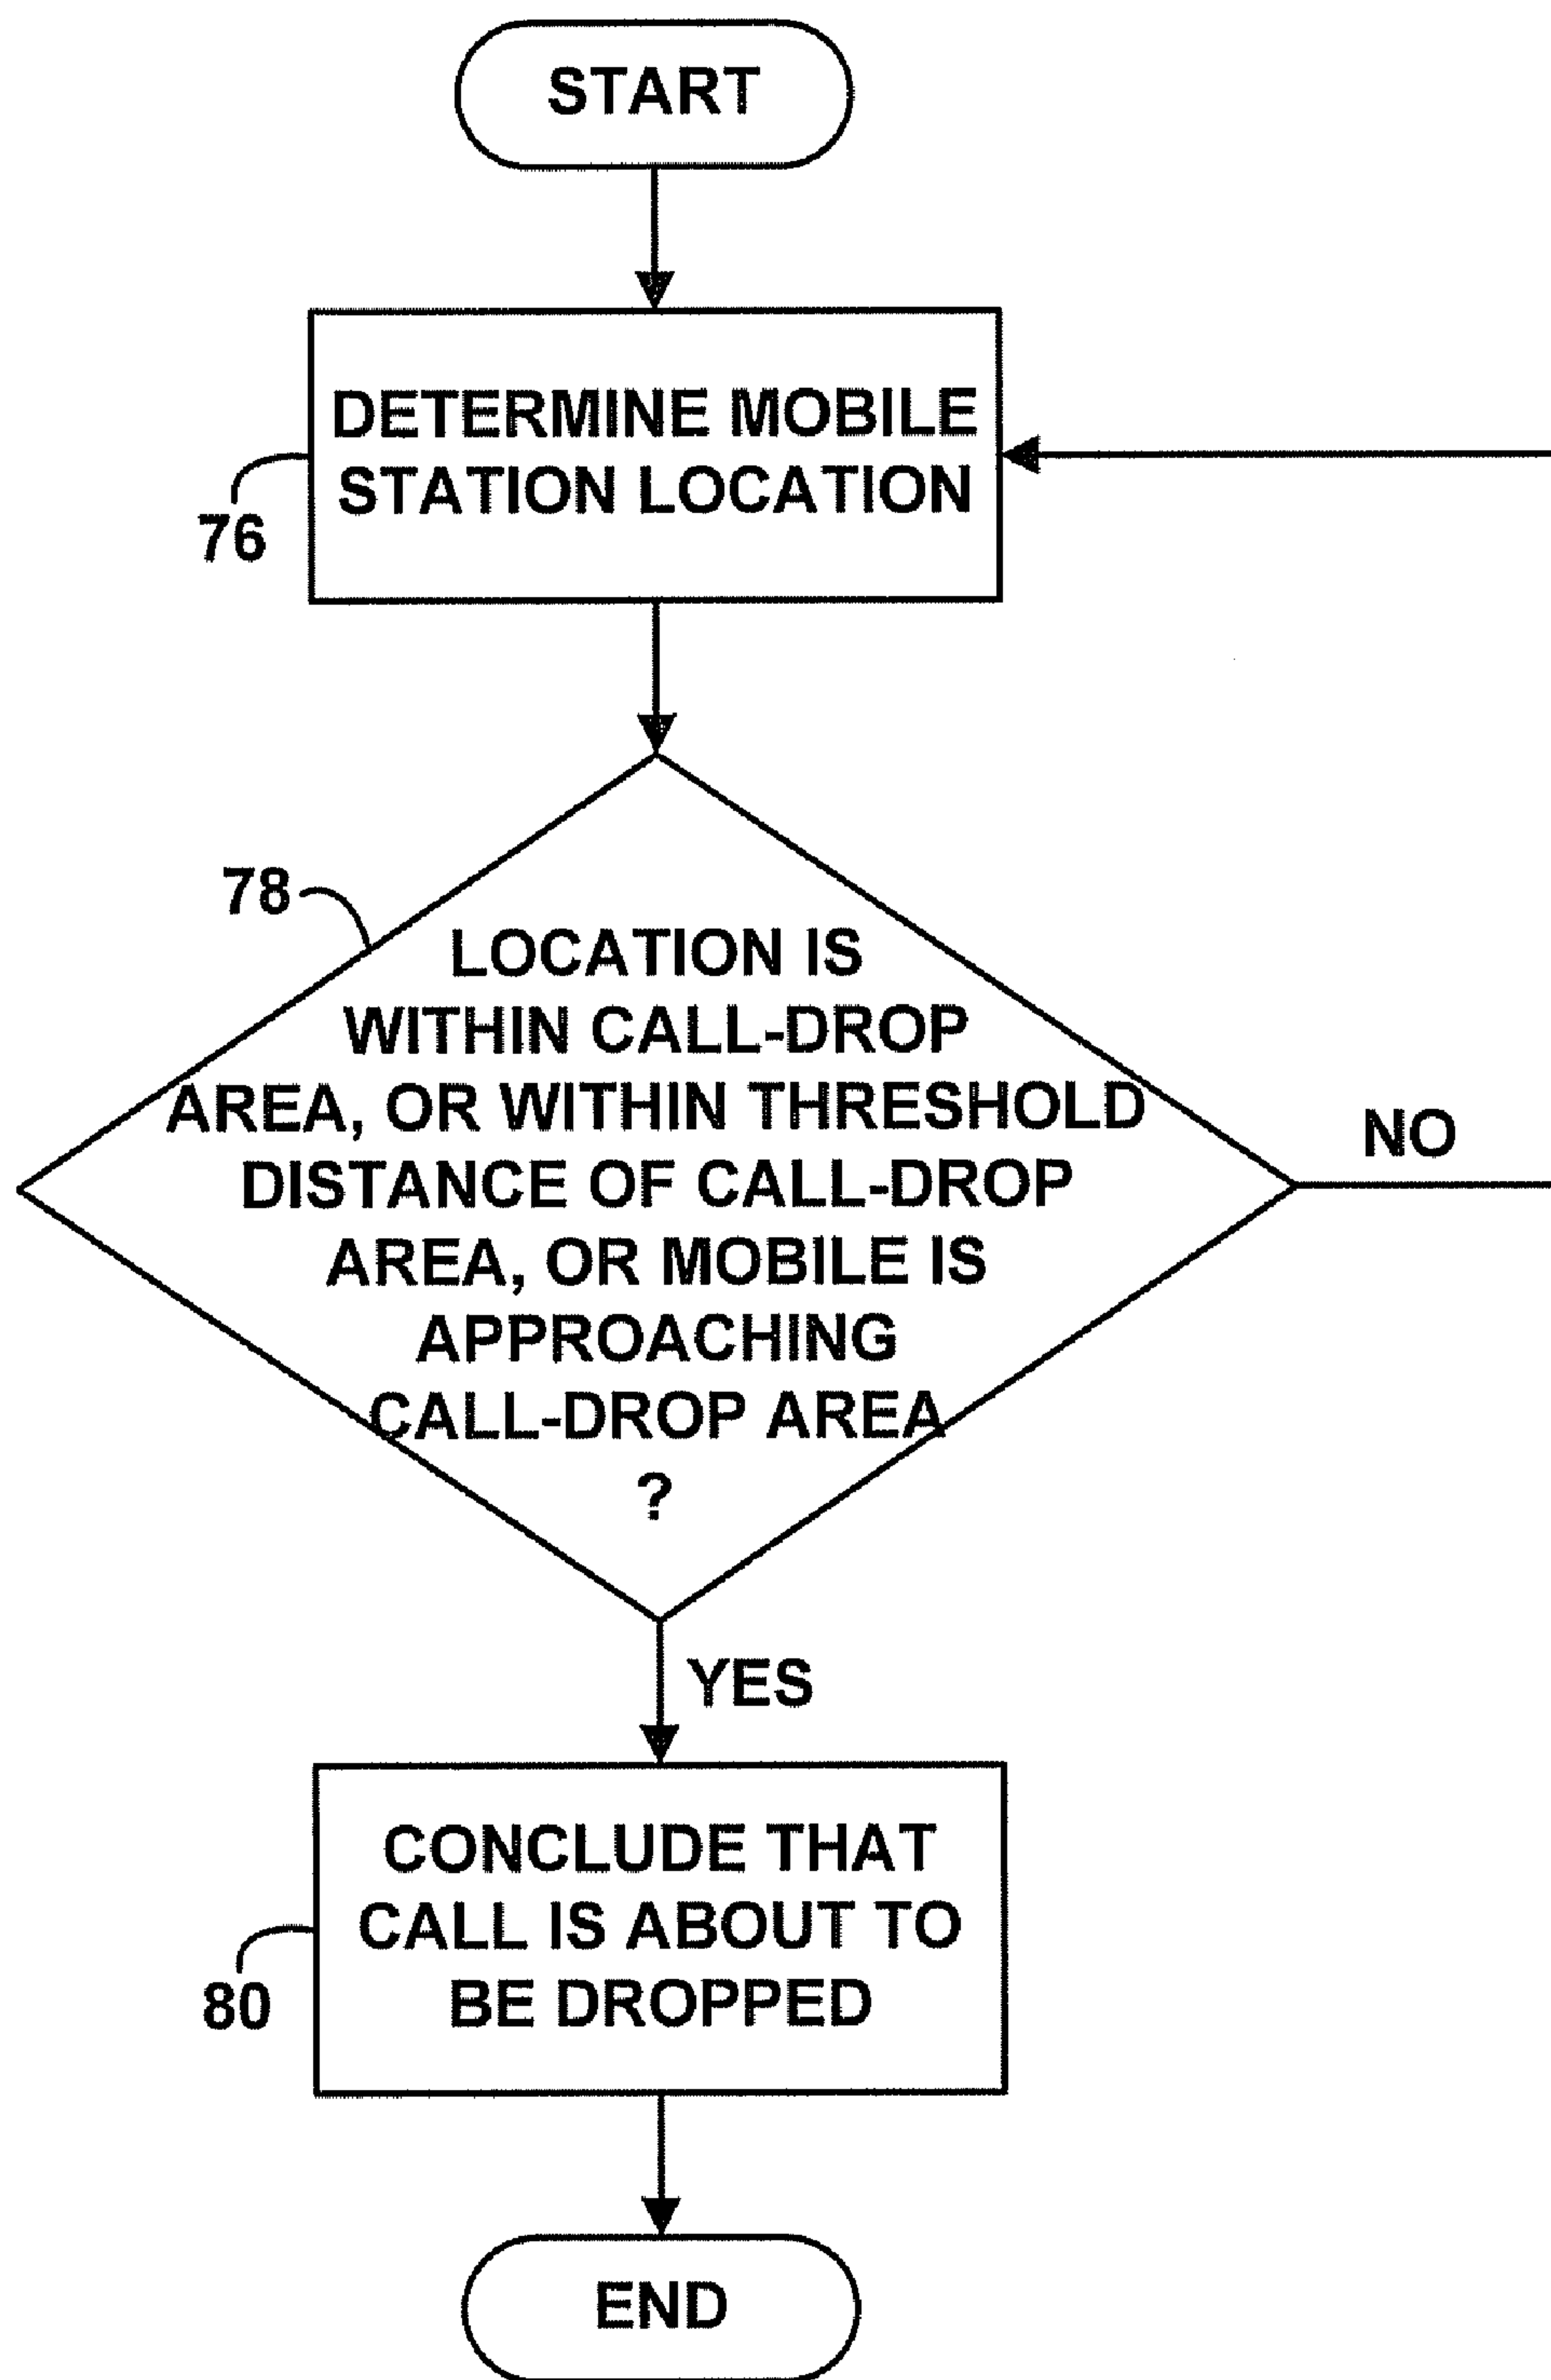 START
DETERMINE MOBILE
STATION LOCATION
76
78
LOCATION IS
WITHIN CALL-DROP
AREA, OR WITHIN THRESHOLD
DISTANCE OF CALL-DROP
AREA, OR MOBILE IS
APPROACHING
CALL-DROP AREA
?
NO
YES
CONCLUDE THAT
CALL IS ABOUT TO
BE DROPPED
80
END